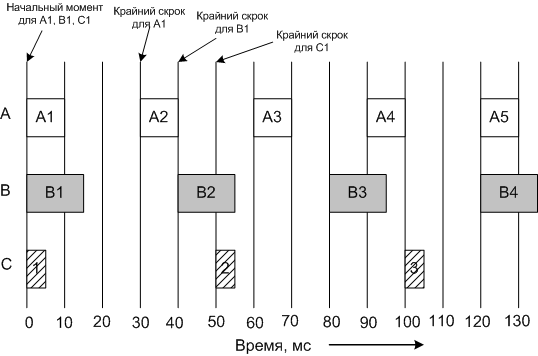 Начальный момент
для A1, B1, C1
Крайний скрок
для A1
Крайний скрок
для B1
Крайний скрок
для C1
A
A1
A2
A3
A4
A5
B
B1
B2
B3
B4
C
1
2
3
0 10 20 30 40 50 60 70 80 90 100 110 120 130
Время, мс